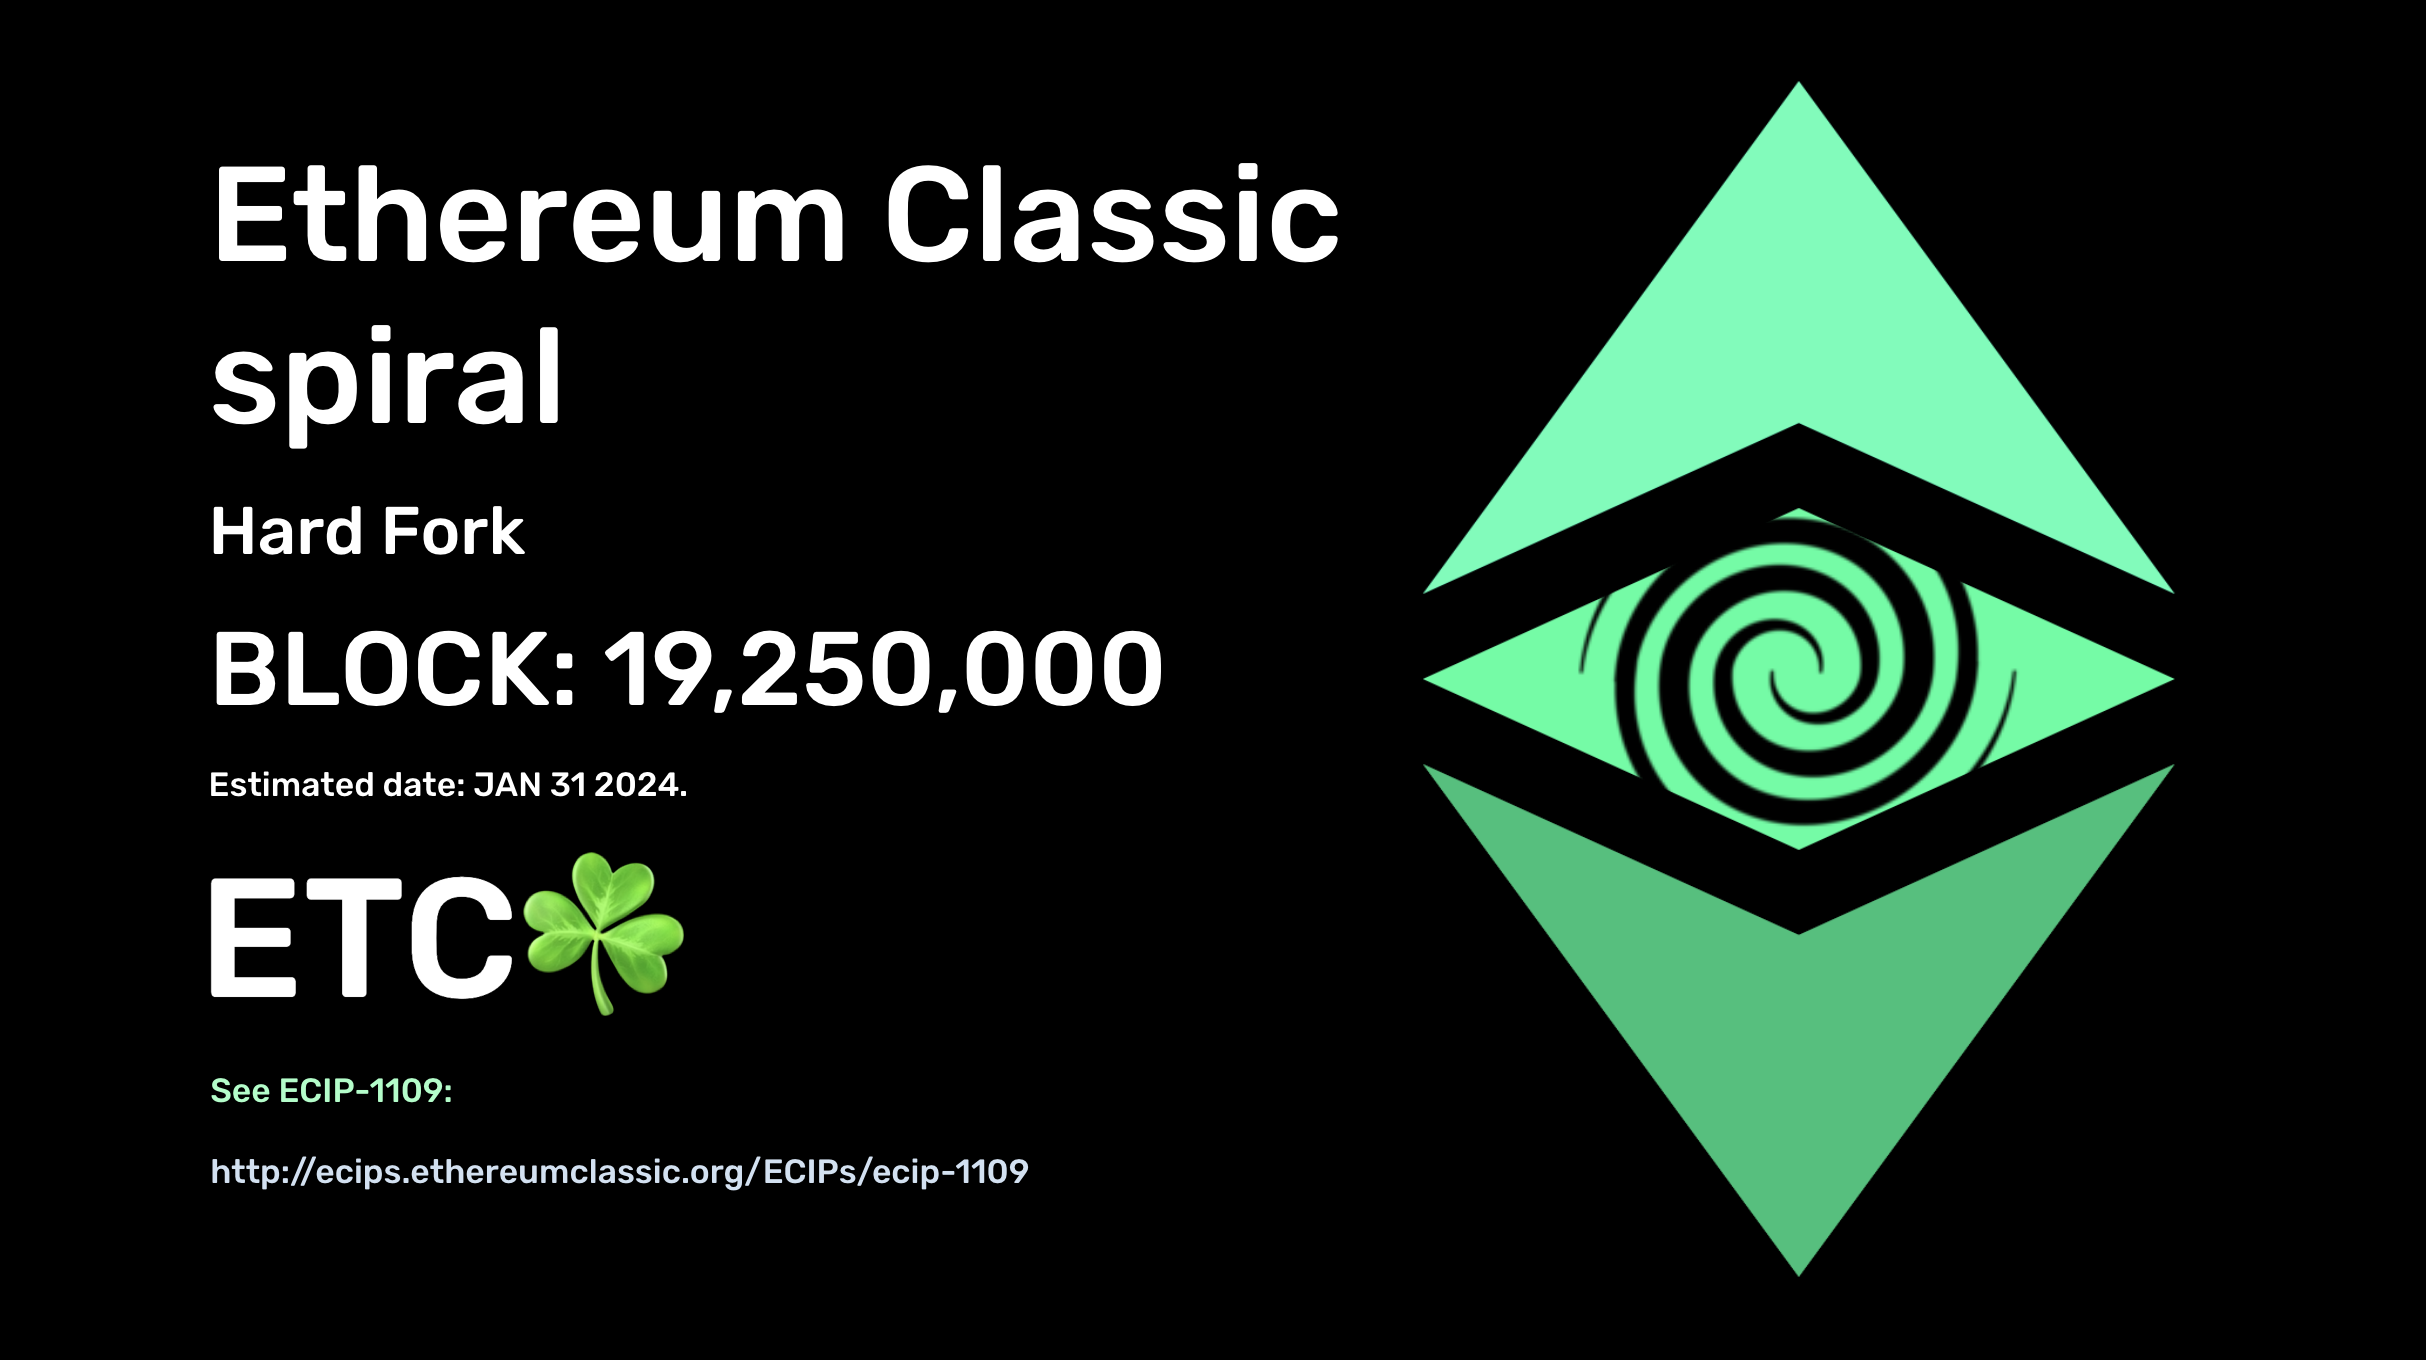 Ethereum Classic
spiral
Hard Fork
BLOCK: 19,250,000
Estimated date: JAN 31 2024.
ETC☘️
See ECIP-1109:
http://ecips.ethereumclassic.org/ECIPs/ecip-1109